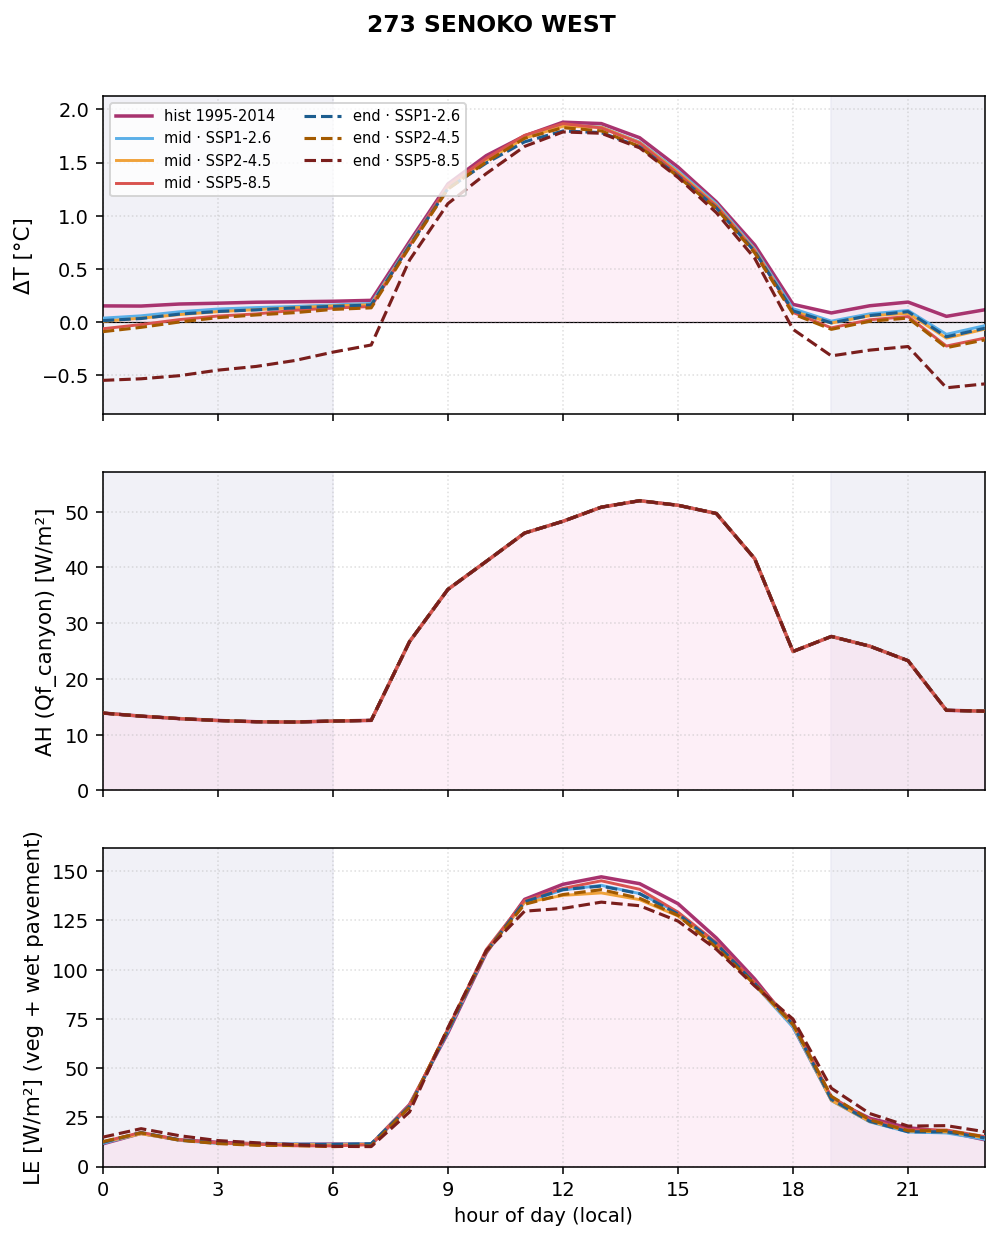 273 SENOKO WEST
hist 1995-2014
mid · SSP1-2.6
mid · SSP2-4.5
mid · SSP5-8.5
end · SSP1-2.6
end · SSP2-4.5
end · SSP5-8.5
ΔT [°C]
2.0
1.5
1.0
0.5
0.0
−0.5
AH (Qf_canyon) [W/m²]
50
40
30
20
10
0
LE [W/m²] (veg + wet pavement)
150
125
100
75
50
25
0
0 3 6 9 12 15 18 21
hour of day (local)